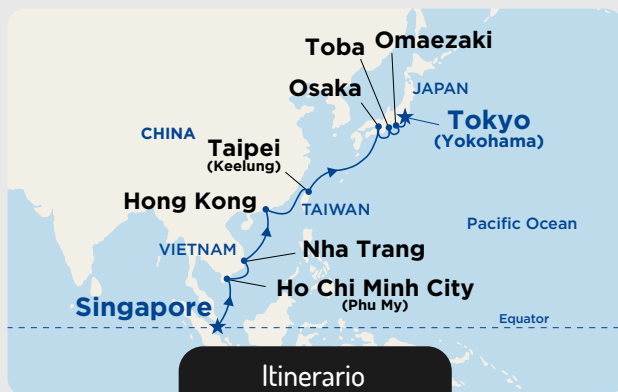 Toba
Omaezaki
Osaka
JAPAN
Tokyo
(Yokohama)
CHINA
Taipei
(Keelung)
Hong Kong
TAIWAN
Pacific Ocean
VIETNAM
Nha Trang
Ho Chi Minh City
(Phu My)
Singapore
Equator
Itinerario